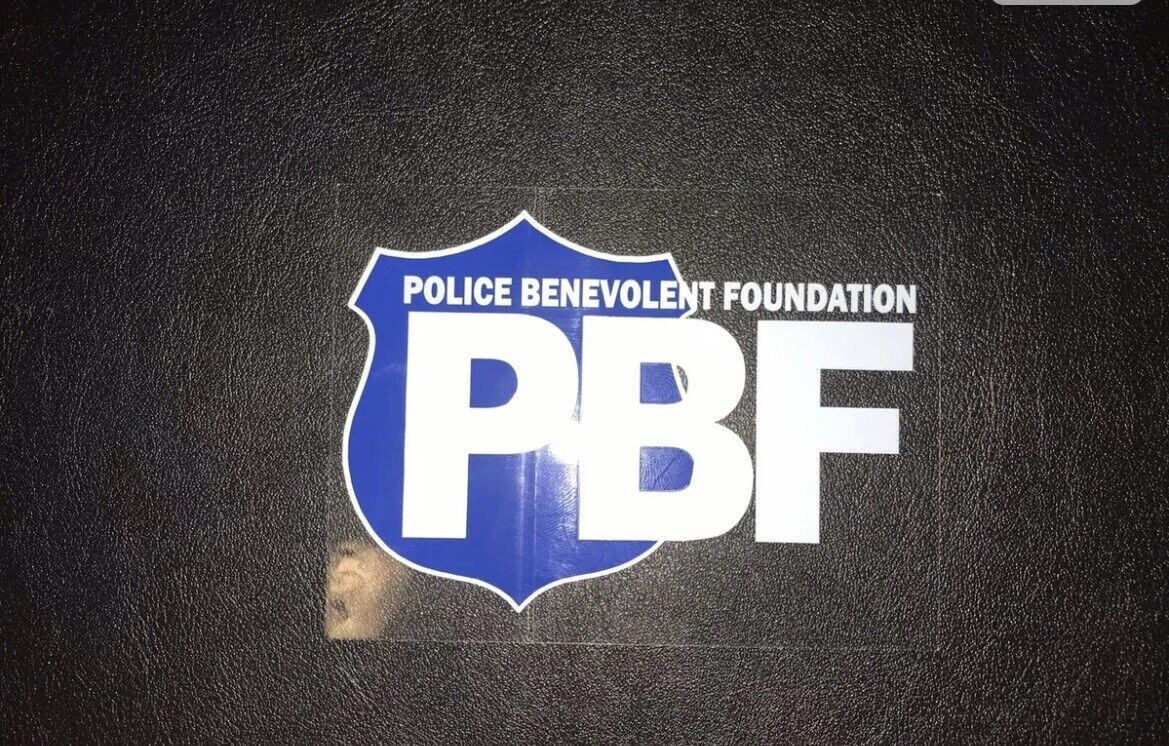 POLICE BENEVOLENT FOUNDATION
PBF